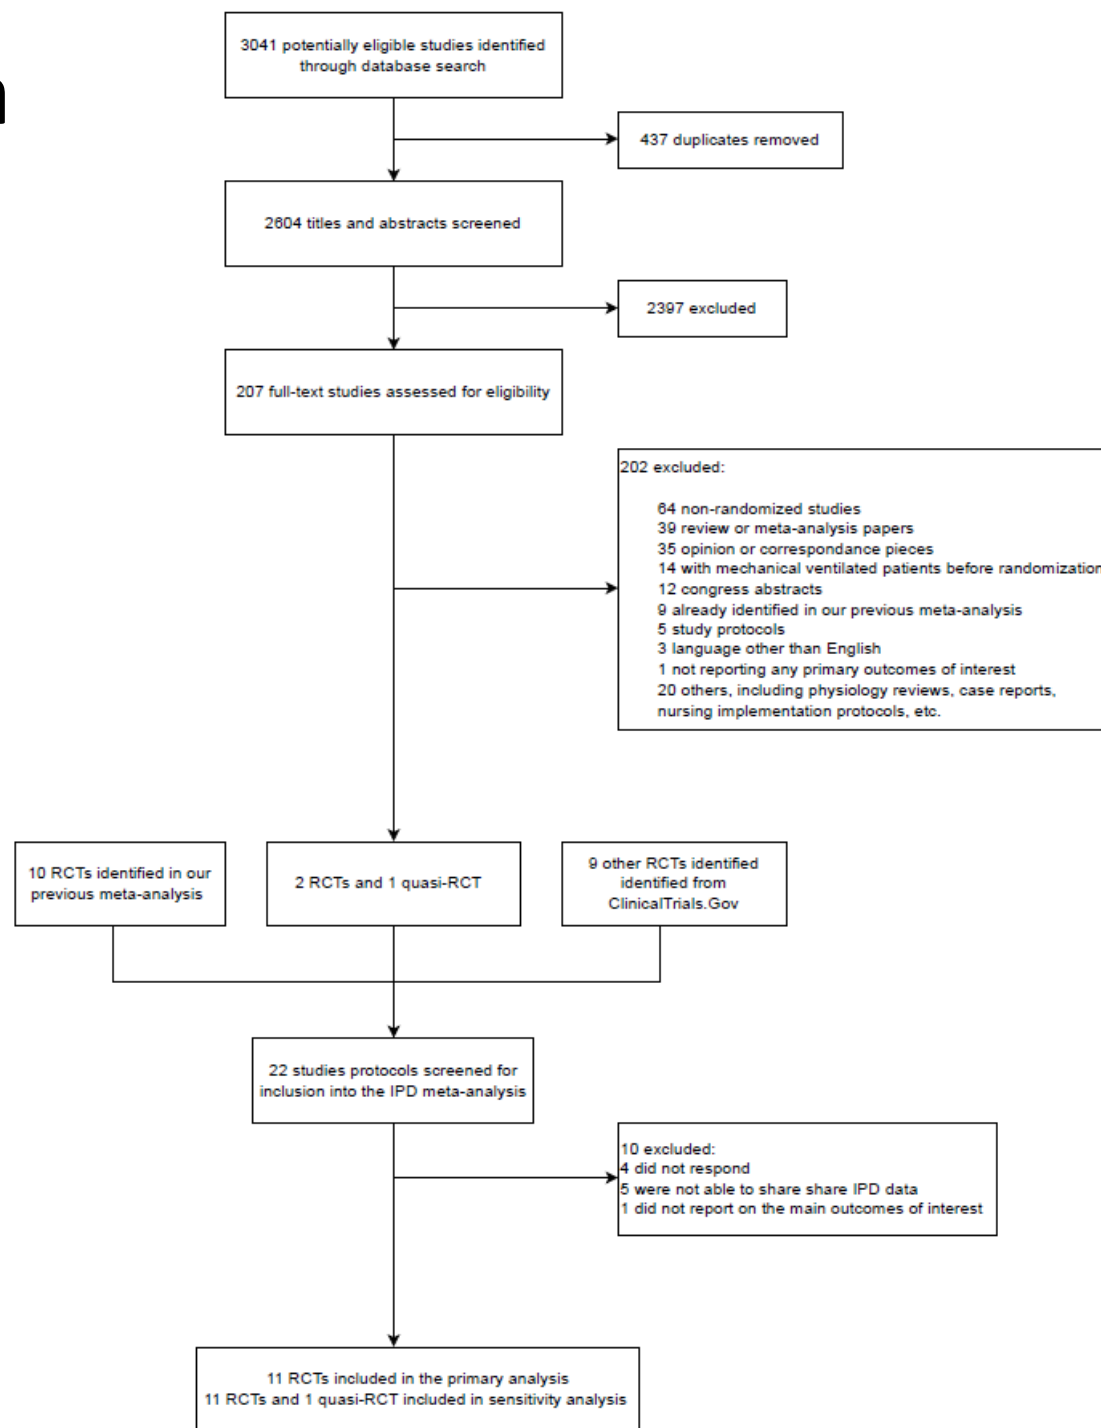 3041 potentially eligible studies identified
through database search
437 duplicates removed
2604 titles and abstracts screened
2397 excluded
207 full-text studies assessed for eligibility
202 excluded:
64 non-randomized studies
39 review or meta-analysis papers
35 opinion or correspondance pieces
14 with mechanical ventilated patients before randomization
12 congress abstracts
9 already identified in our previous meta-analysis
5 study protocols
3 language other than English
1 not reporting any primary outcomes of interest
20 others, including physiology reviews, case reports,
nursing implementation protocols, etc.
10 RCTs identified in our
previous meta-analysis
2 RCTs and 1 quasi-RCT
9 other RCTs identified
identified from
ClinicalTrials.Gov
22 studies protocols screened for
inclusion into the IPD meta-analysis
10 excluded:
4 did not respond
5 were not able to share share IPD data
1 did not report on the main outcomes of interest
11 RCTs included in the primary analysis
11 RCTs and 1 quasi-RCT included in sensitivity analysis